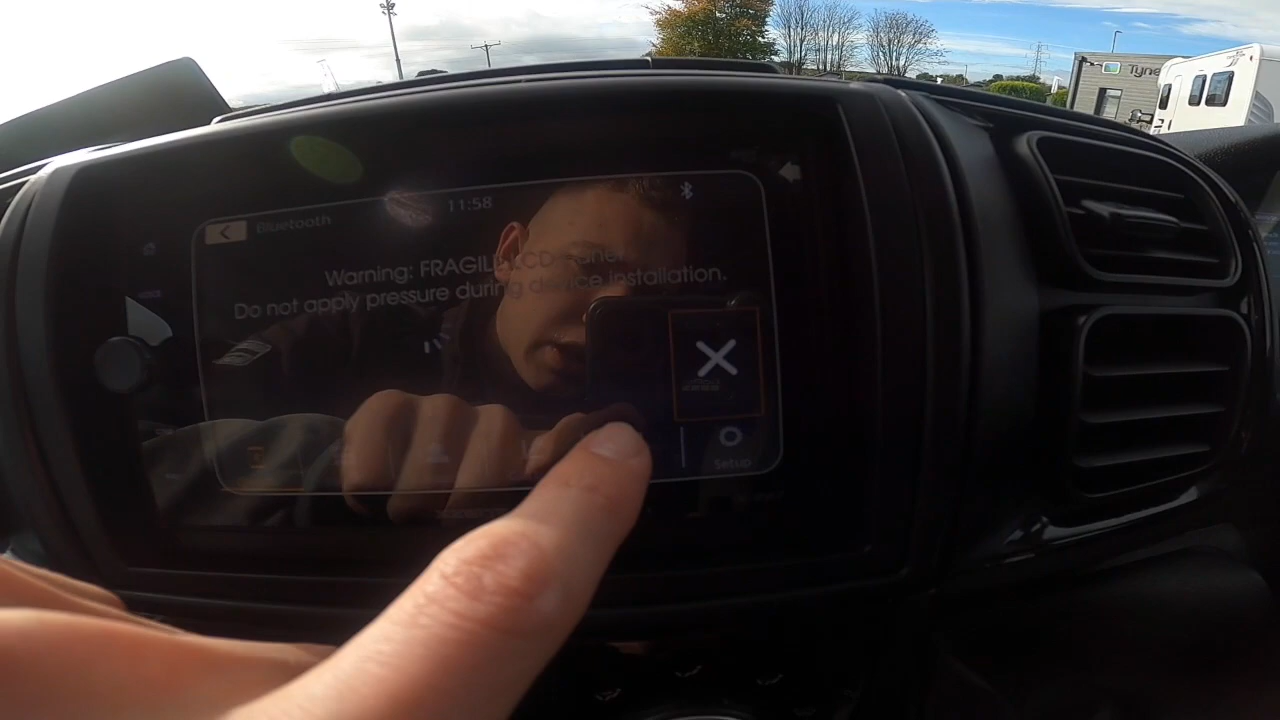 Tyne
11:58
Bluetooth
Warning: FRAGILE LCD
Do not apply pressure during device installation.
Setup